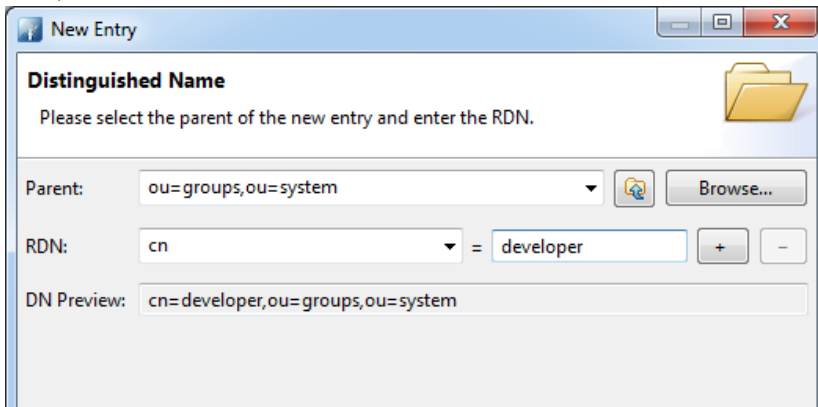 New Entry
Distinguished Name
Please select the parent of the new entry and enter the RDN.
Parent: ou=groups,ou=system Browse...
RDN: cn = developer + -
DN Preview: cn=developer,ou=groups,ou=system